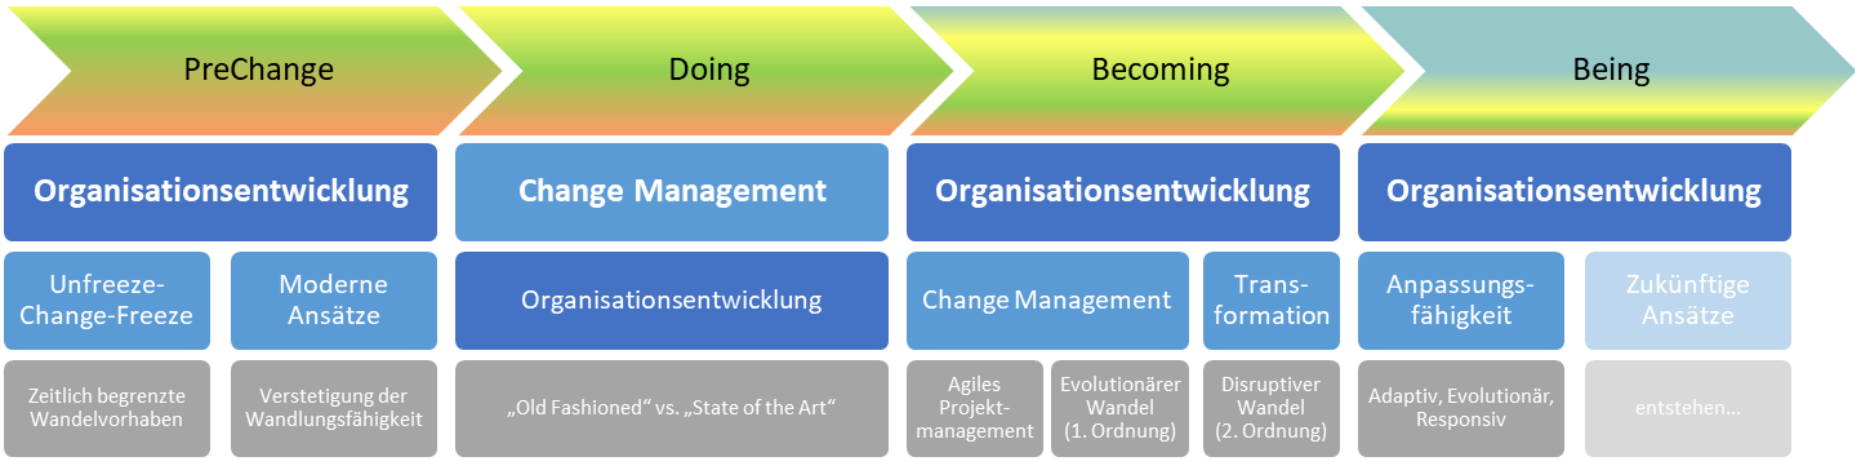 PreChange
Doing
Becoming
Being
Organisationsentwicklung
Change Management
Organisationsentwicklung
Organisationsentwicklung
Unfreeze-
Change-Freeze
Moderne
Ansätze
Organisationsentwicklung
Change Management
Trans-
formation
Anpassungs-
fähigkeit
Zukünftige
Ansätze
Zeitlich begrenzte
Wandelvorhaben
Verstetigung der
Wandlungsfähigkeit
„Old Fashioned“ vs. „State of the Art“
Agiles
Projekt-
management
Evolutionärer
Wandel
(1. Ordnung)
Disruptiver
Wandel
(2. Ordnung)
Adaptiv, Evolutionär,
Responsiv
entstehen…